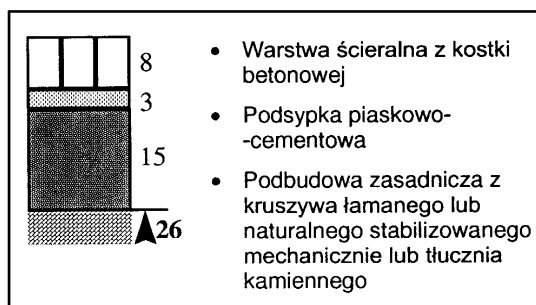 8
3
15
26
• Warstwa ścieralna z kostki
betonowej
• Podsypka piaskowo-
-cementowa
• Podbudowa zasadnicza z
kruszywa łamanego lub
naturalnego stabilizowanego
mechanicznie lub tłucznia
kamiennego